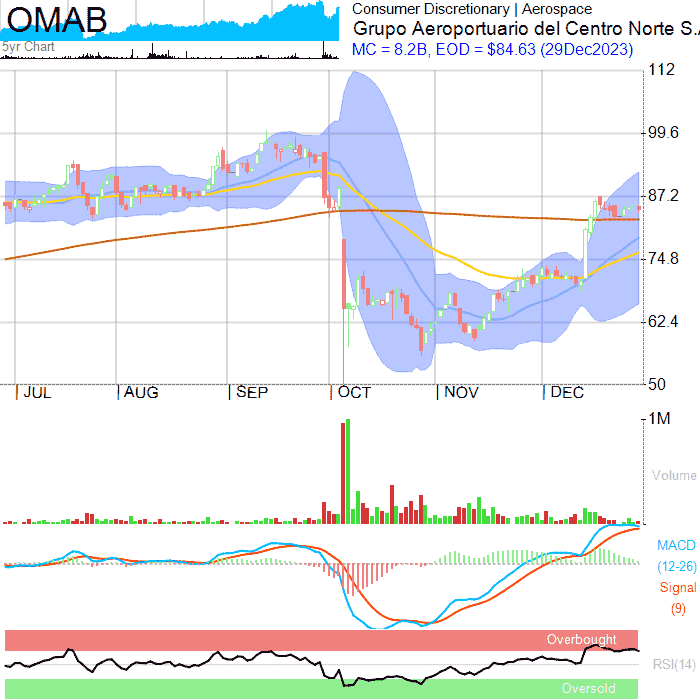 OMAB
5yr Chart
Consumer Discretionary | Aerospace
Grupo Aeroportuario del Centro Norte S.A
MC = 8.2B, EOD = $84.63 (29Dec2023)
112
99.6
87.2
74.8
62.4
50
JUL
AUG
SEP
OCT
NOV
DEC
1M
Volume
MACD
(12-26)
Signal
(9)
Overbought
RSI(14)
Oversold